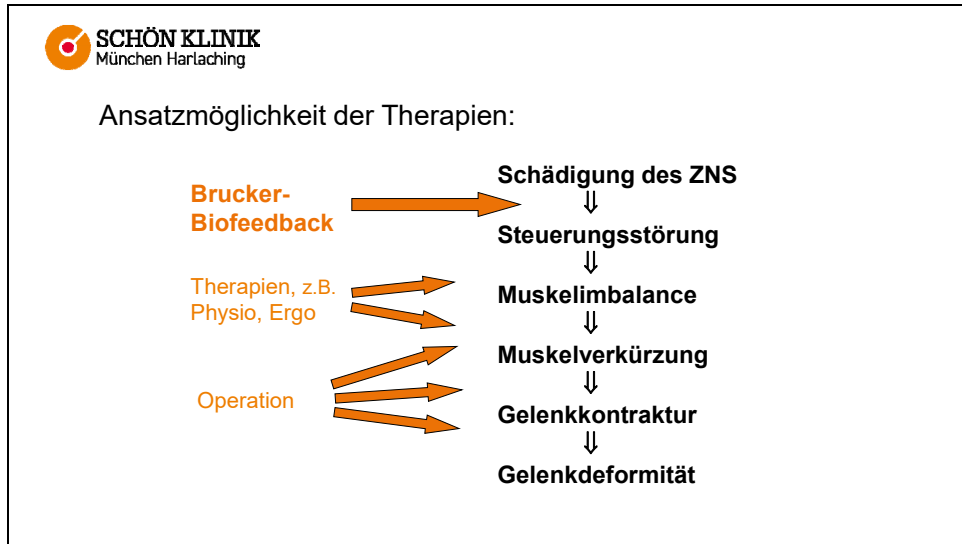 SCHÖN KLINIK
München Harlaching
Ansatzmöglichkeit der Therapien:
Brucker-
Biofeedback
Therapien, z.B.
Physio, Ergo
Operation
Schädigung des ZNS
⇓
Steuerungsstörung
⇓
Muskelimbalance
⇓
Muskelverkürzung
⇓
Gelenkkontraktur
⇓
Gelenkdeformität